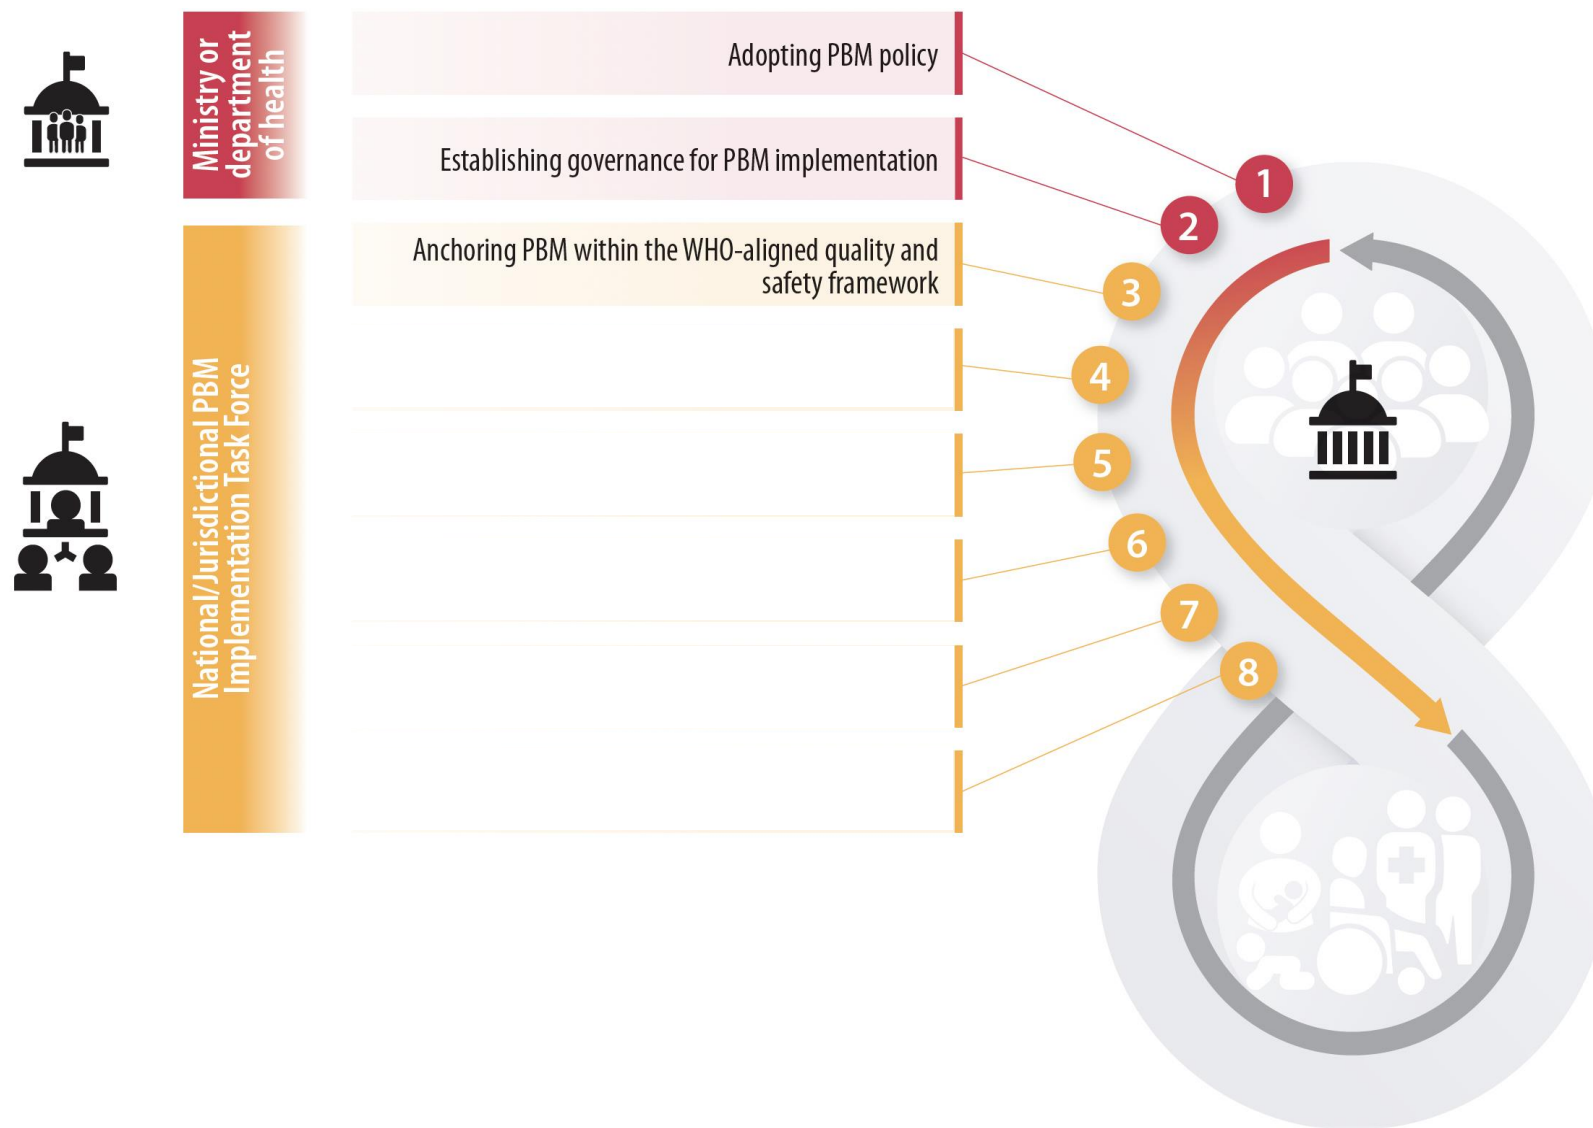 Ministry or
department
of health
Adopting PBM policy
Establishing governance for PBM implementation
National/Jurisdictional PBM
Implementation Task Force
Anchoring PBM within the WHO-aligned quality and
safety framework
1
2
3
4
5
6
7
8